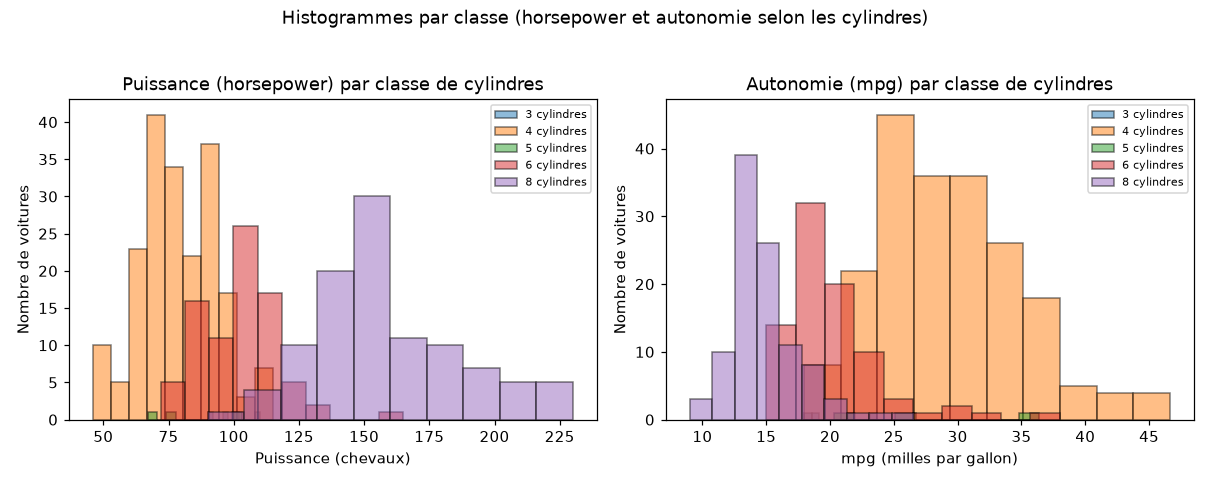 Histogrammes par classe (horsepower et autonomie selon les cylindres)
Puissance (horsepower) par classe de cylindres
Nombre de voitures
40
35
30
25
20
15
10
5
0
3 cylindres
4 cylindres
5 cylindres
6 cylindres
8 cylindres
50 75 100 125 150 175 200 225
Puissance (chevaux)
Autonomie (mpg) par classe de cylindres
Nombre de voitures
40
30
20
10
0
3 cylindres
4 cylindres
5 cylindres
6 cylindres
8 cylindres
10 15 20 25 30 35 40 45
mpg (milles par gallon)